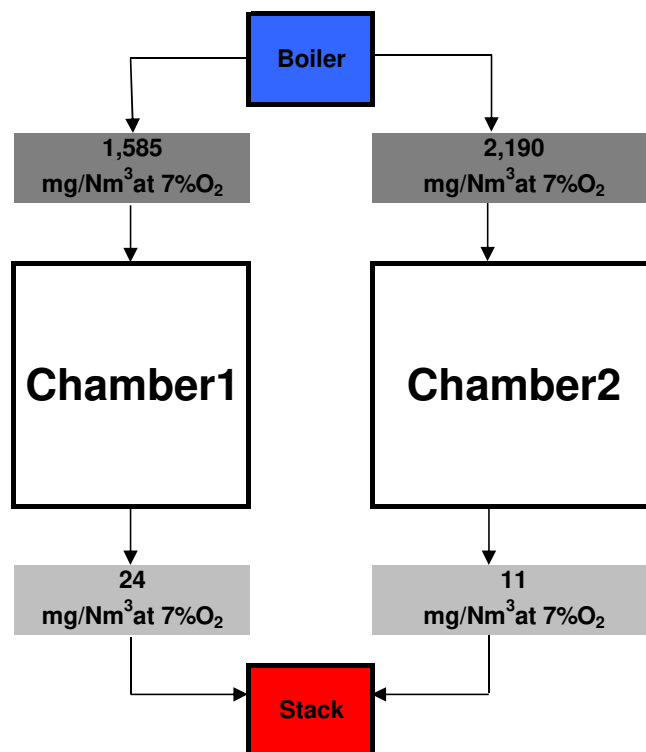 Boiler
1,585
mg/Nm³at 7%O₂
2,190
mg/Nm³at 7%O₂
Chamber1
Chamber2
24
mg/Nm³at 7%O₂
11
mg/Nm³at 7%O₂
Stack